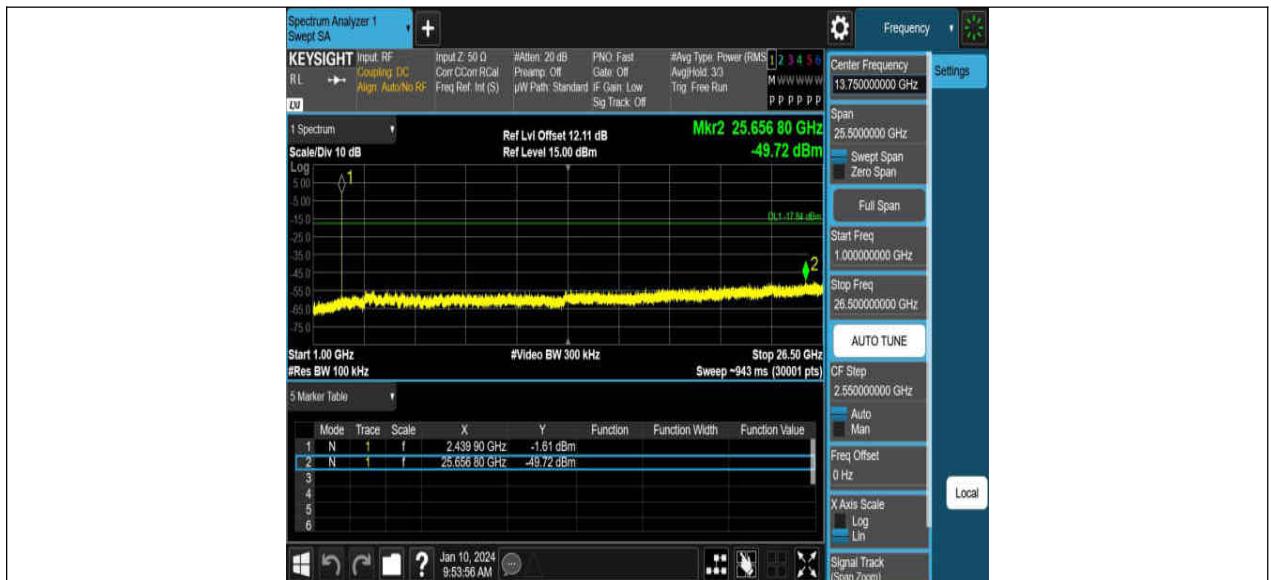 Spectrum Analyzer 1
Swept SA
+
Frequency
KEYSIGHT
RL
LXI
Input: RF
Coupling: DC
Align: Auto/No RF
Input Z: 50 Ω
Corr CCorr RCal
Freq Ref: Int (S)
#Atten: 20 dB
Preamp: Off
µW Path: Standard
PNO: Fast
Gate: Off
IF Gain: Low
Sig Track: Off
#Avg Type: Power (RMS
Avg|Hold: 3/3
Trig: Free Run
1 2 3 4 5 6
M W W W W W
P P P P P P
1 Spectrum
Scale/Div 10 dB
Ref Lvl Offset 12.11 dB
Ref Level 15.00 dBm
Mkr2 25.656 80 GHz
-49.72 dBm
Log
5.00
-5.00
-15.0
-25.0
-35.0
-45.0
-55.0
-65.0
-75.0
1
DL1 -17.84 dBm
2
Start 1.00 GHz
#Video BW 300 kHz
Stop 26.50 GHz
#Res BW 100 kHz
Sweep ~943 ms (30001 pts)
5 Marker Table
Mode Trace Scale X Y Function Function Width Function Value
1 N 1 f 2.439 90 GHz -1.61 dBm
2 N 1 f 25.656 80 GHz -49.72 dBm
3
4
5
6
?
Jan 10, 2024
9:53:56 AM
Center Frequency
13.750000000 GHz
Span
25.5000000 GHz
Swept Span
Zero Span
Full Span
Start Freq
1.000000000 GHz
Stop Freq
26.500000000 GHz
AUTO TUNE
CF Step
2.550000000 GHz
Auto
Man
Freq Offset
0 Hz
X Axis Scale
Log
Lin
Signal Track
(Span Zoom)
Settings
Local